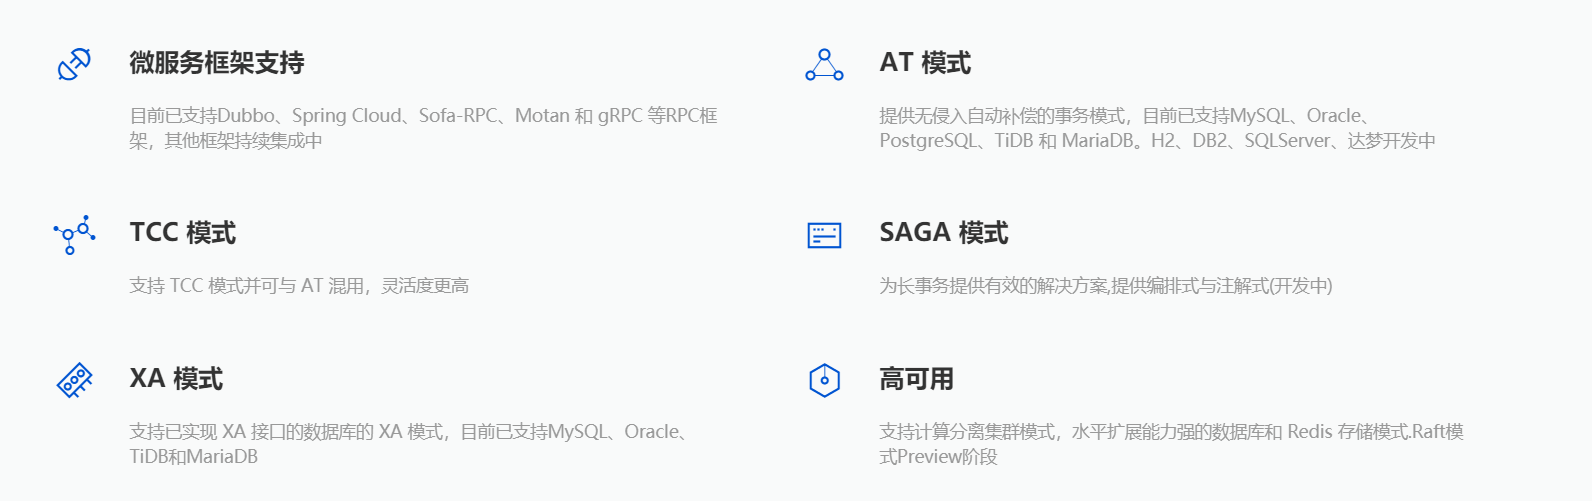 微服务框架支持
目前已支持Dubbo、Spring Cloud、Sofa-RPC、Motan 和 gRPC 等RPC框
架，其他框架持续集成中
AT 模式
提供无侵入自动补偿的事务模式，目前已支持MySQL、Oracle、
PostgreSQL、TiDB 和 MariaDB。H2、DB2、SQLServer、达梦开发中
TCC 模式
支持 TCC 模式并可与 AT 混用，灵活度更高
SAGA 模式
为长事务提供有效的解决方案,提供编排式与注解式(开发中)
XA 模式
支持已实现 XA 接口的数据库的 XA 模式，目前已支持MySQL、Oracle、
TiDB和MariaDB
高可用
支持计算分离集群模式，水平扩展能力强的数据库和 Redis 存储模式.Raft模
式Preview阶段